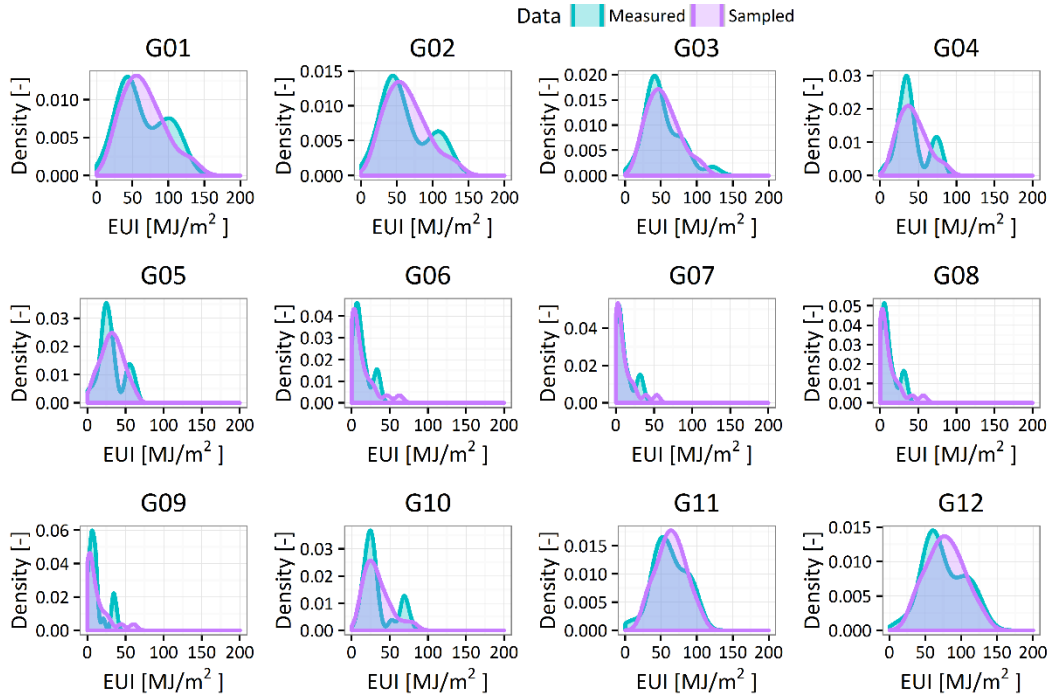 Data Measured Sampled
G01 G02 G03 G04
Density [-] Density [-] Density [-] Density [-]
0.010 0.005 0.000
0.015 0.010 0.005 0.000
0.020 0.015 0.010 0.005 0.000
0.03 0.02 0.01 0.00
0 50 100 150 200 0 50 100 150 200 0 50 100 150 200 0 50 100 150 200
EUI [MJ/m² ] EUI [MJ/m² ] EUI [MJ/m² ] EUI [MJ/m² ]
G05 G06 G07 G08
Density [-] Density [-] Density [-] Density [-]
0.03 0.02 0.01 0.00
0.04 0.03 0.02 0.01 0.00
0.04 0.02 0.00
0.05 0.04 0.03 0.02 0.01 0.00
0 50 100 150 200 0 50 100 150 200 0 50 100 150 200 0 50 100 150 200
EUI [MJ/m² ] EUI [MJ/m² ] EUI [MJ/m² ] EUI [MJ/m² ]
G09 G10 G11 G12
Density [-] Density [-] Density [-] Density [-]
0.06 0.04 0.02 0.00
0.03 0.02 0.01 0.00
0.015 0.010 0.005 0.000
0.015 0.010 0.005 0.000
0 50 100 150 200 0 50 100 150 200 0 50 100 150 200 0 50 100 150 200
EUI [MJ/m² ] EUI [MJ/m² ] EUI [MJ/m² ] EUI [MJ/m² ]